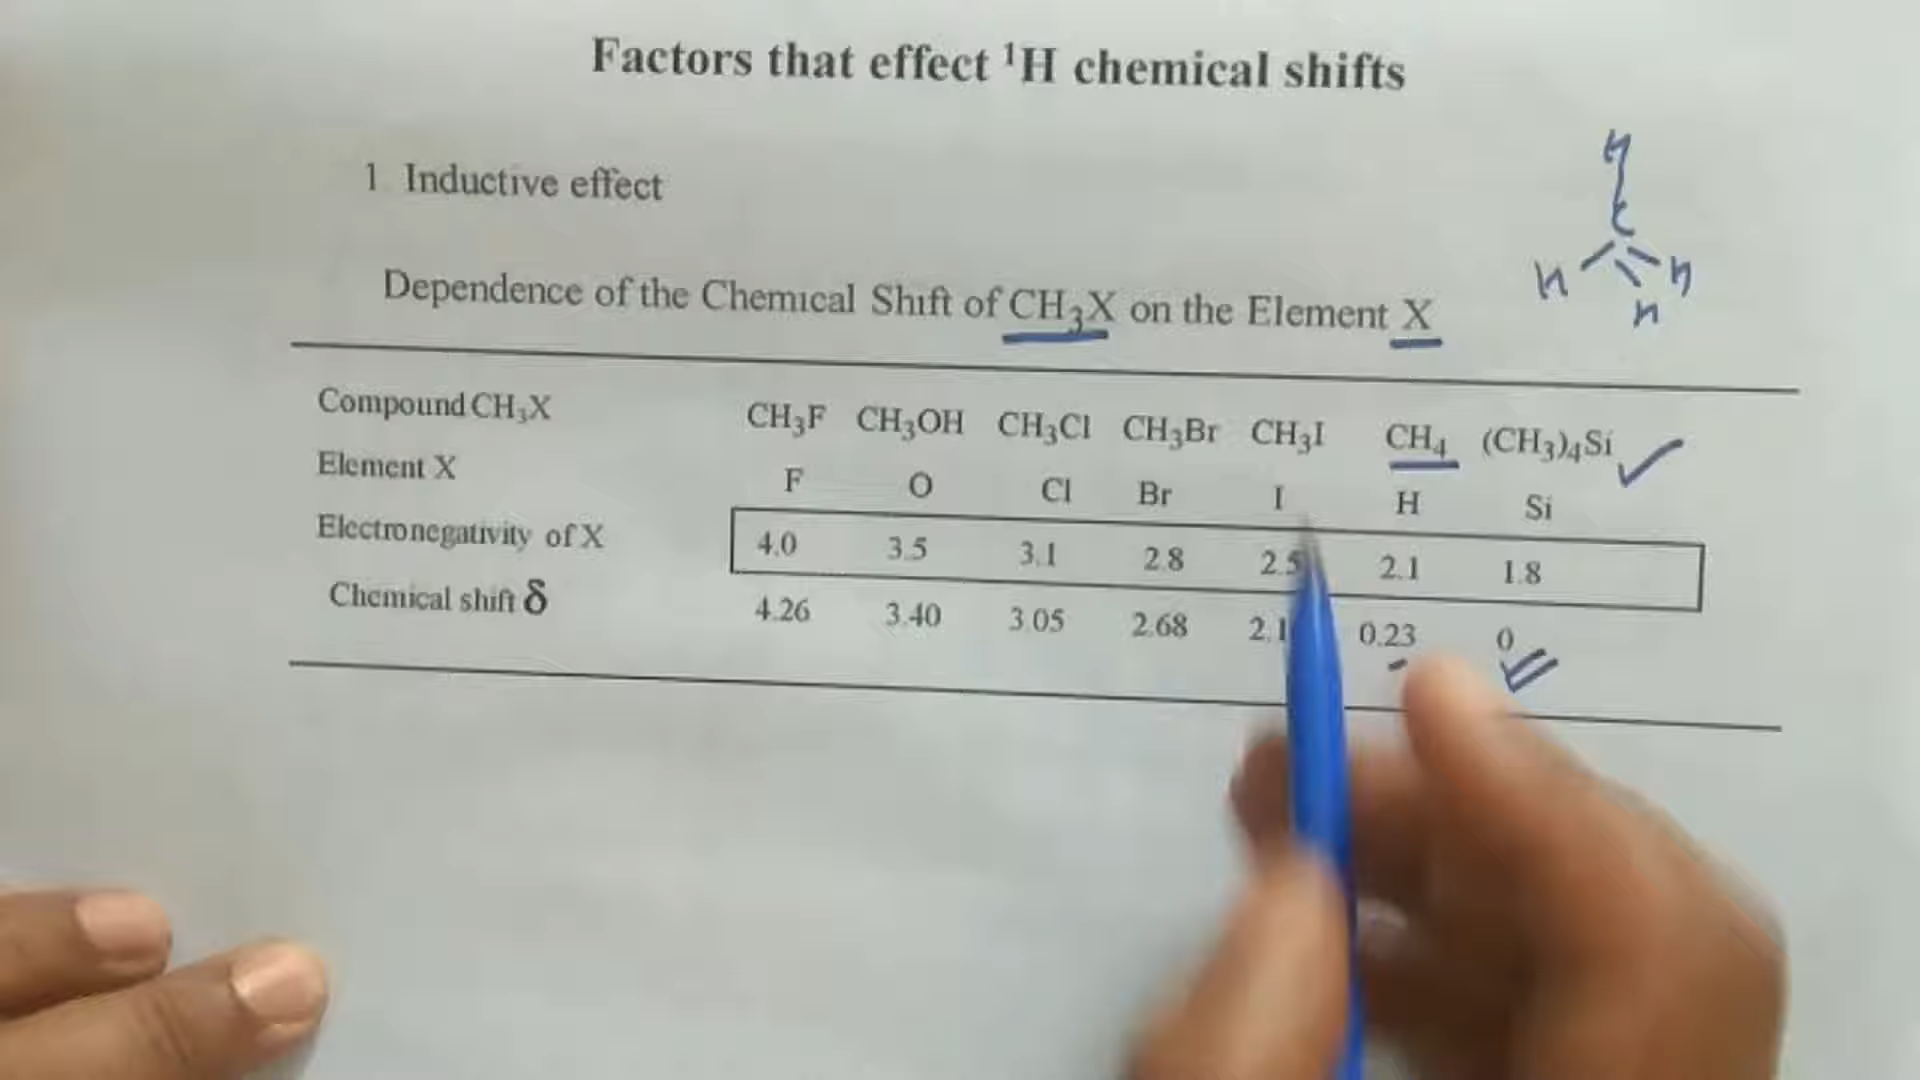 Factors that effect ¹H chemical shifts
1. Inductive effect
Dependence of the Chemical Shift of CH₃X on the Element X
Compound CH₃X CH₃F CH₃OH CH₃Cl CH₃Br CH₃I CH₄ (CH₃)₄Si
Element X F O Cl Br I H Si
Electronegativity of X 4.0 3.5 3.1 2.8 2.5 2.1 1.8
Chemical shift δ 4.26 3.40 3.05 2.68 0.23 0
H
C
H H
H